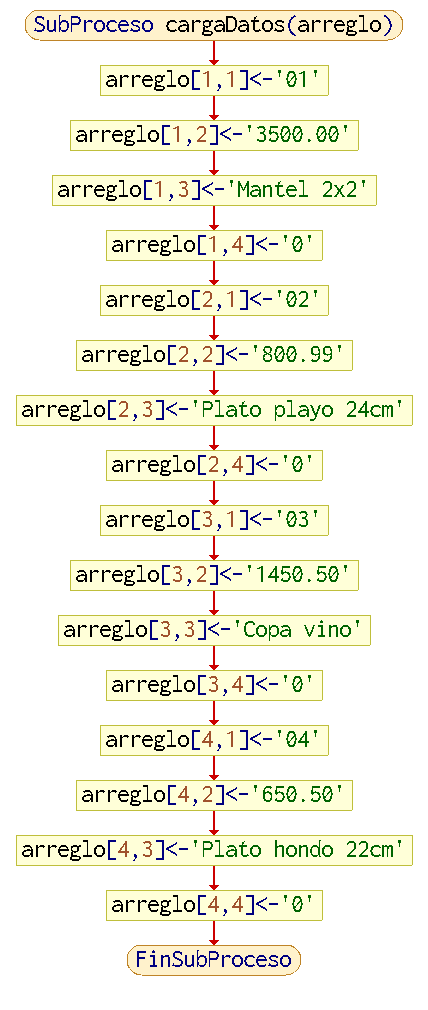 SubProceso cargaDatos(arreglo)
arreglo[1,1]<-'01'
arreglo[1,2]<-'3500.00'
arreglo[1,3]<-'Mantel 2x2'
arreglo[1,4]<-'0'
arreglo[2,1]<-'02'
arreglo[2,2]<-'800.99'
arreglo[2,3]<-'Plato playo 24cm'
arreglo[2,4]<-'0'
arreglo[3,1]<-'03'
arreglo[3,2]<-'1450.50'
arreglo[3,3]<-'Copa vino'
arreglo[3,4]<-'0'
arreglo[4,1]<-'04'
arreglo[4,2]<-'650.50'
arreglo[4,3]<-'Plato hondo 22cm'
arreglo[4,4]<-'0'
FinSubProceso